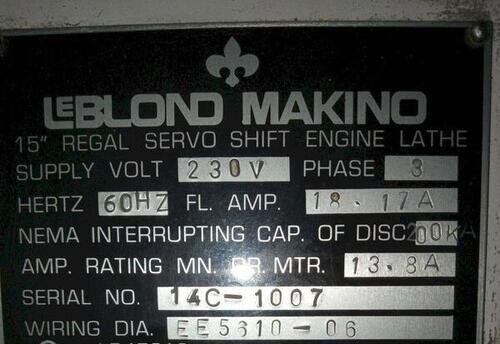 LEBLOND MAKINO
15" REGAL SERVO SHIFT ENGINE LATHE
SUPPLY VOLT 230V PHASE 3
HERTZ 60HZ FL. AMP. 18.17A
NEMA INTERRUPTING CAP. OF DISC 200KA
AMP. RATING MN. DR. MTR. 13.8A
SERIAL NO. 14C-1007
WIRING DIA. EE5610-06